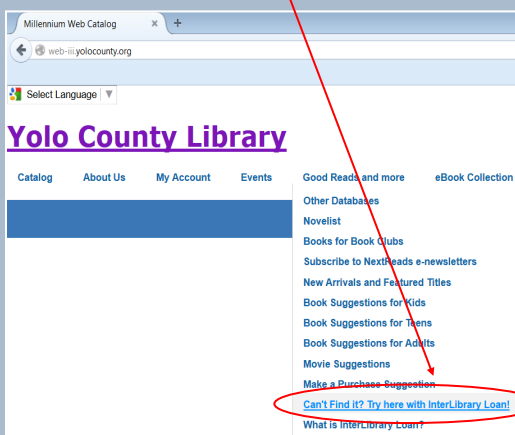 Millennium Web Catalog × +
web-iii.yolocounty.org
Select Language ▼
Yolo County Library
Catalog About Us My Account Events Good Reads and more eBook Collection
Other Databases
Novelist
Books for Book Clubs
Subscribe to NextReads e-newsletters
New Arrivals and Featured Titles
Book Suggestions for Kids
Book Suggestions for Teens
Book Suggestions for Adults
Movie Suggestions
Make a Purchase Suggestion
Can't Find it? Try here with InterLibrary Loan!
What is InterLibrary Loan?